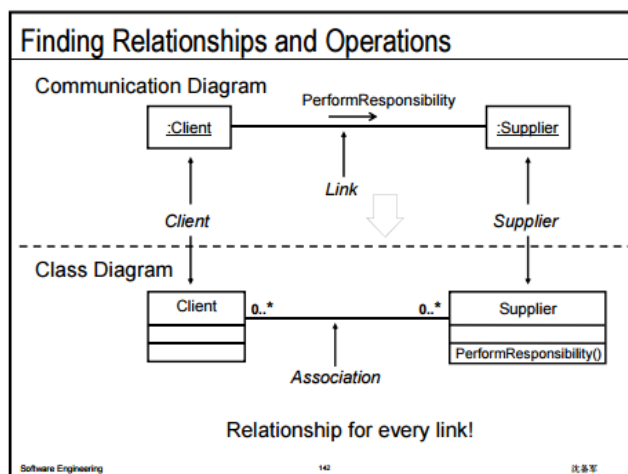 Finding Relationships and Operations
Communication Diagram
PerformResponsibility
:Client
:Supplier
Link
Client
Supplier
Class Diagram
Client
0..*
0..*
Supplier
PerformResponsibility()
Association
Relationship for every link!
Software Engineering
142
沈备军